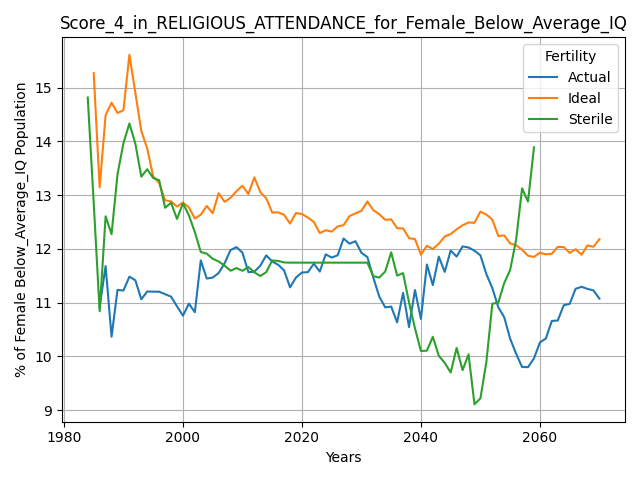 Score_4_in_RELIGIOUS_ATTENDANCE_for_Female_Below_Average_IQ
Fertility
Actual
Ideal
Sterile
% of Female Below_Average_IQ Population
15
14
13
12
11
10
9
1980
2000
2020
2040
2060
Years